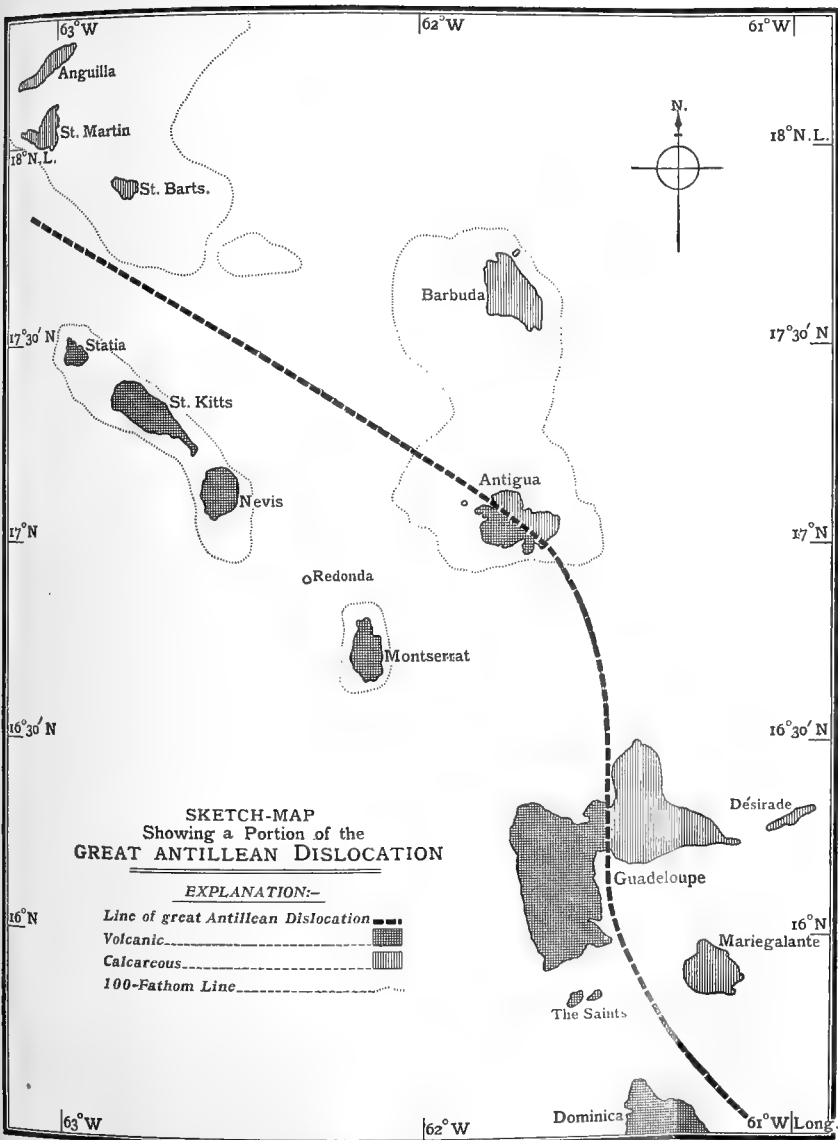 63°W
62°W
61°W
Anguilla
N.
St. Martin
18°N.L.
18°N.L.
St. Barts.
Barbuda
17°30′N
17°30′N
Statia
St. Kitts
Antigua
Nevis
17°N
17°N
Redonda
Montserrat
16°30′N
16°30′N
Désirade
SKETCH-MAP
Showing a Portion of the
GREAT ANTILLEAN DISLOCATION
Guadeloupe
EXPLANATION:-
Line of great Antillean Dislocation
16°N
16°N
Volcanic
Mariegalante
Calcareous
100-Fathom Line
The Saints
Dominica
63°W
62°W
61°W Long